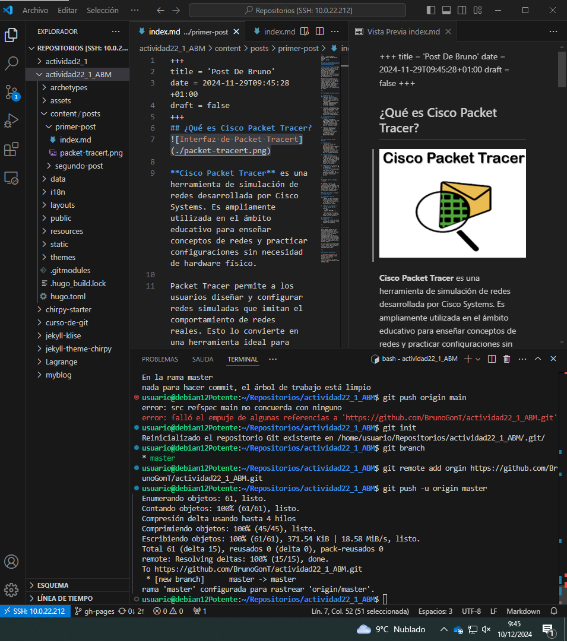 Archivo Editar Selección ... Repositorios [SSH: 10.0.22.212]
EXPLORADOR
REPOSITORIOS [SSH: 10.0.2...
actividad2_1
actividad22_1_ABM
archetypes
assets
content / posts
primer-post
index.md
packet-tracert.png
segundo-post
data
i18n
layouts
public
resources
static
themes
.gitmodules
.hugo_build.lock
hugo.toml
chirpy-starter
curso-de-git
jekyll-klise
jekyll-theme-chirpy
Lagrange
myblog
ESQUEMA
LÍNEA DE TIEMPO
index.md .../primer-post
index.md
actividad22_1_ABM > content > posts > primer-post > in
1 +++
2 title = 'Post De Bruno'
3 date = 2024-11-29T09:45:28
+01:00
4 draft = false
5 +++
6 ## ¿Qué es Cisco Packet Tracer?
7 ![Interfaz de Packet Tracert]
(./packet-tracert.png)
8
9 **Cisco Packet Tracer** es una
herramienta de simulación de
redes desarrollada por Cisco
Systems. Es ampliamente
utilizada en el ámbito
educativo para enseñar
conceptos de redes y practicar
configuraciones sin necesidad
de hardware físico.
10
11 Packet Tracer permite a los
usuarios diseñar y configurar
redes simuladas que imitan el
comportamiento de redes
reales. Esto lo convierte en
una herramienta ideal para
Vista Previa index.md
+++ title = 'Post De Bruno' date =
2024-11-29T09:45:28+01:00 draft =
false +++
¿Qué es Cisco Packet
Tracer?
Cisco Packet Tracer
Cisco Packet Tracer es una
herramienta de simulación de redes
desarrollada por Cisco Systems. Es
ampliamente utilizada en el ámbito
educativo para enseñar conceptos de
redes y practicar configuraciones sin
PROBLEMAS SALIDA TERMINAL ... bash - actividad22_1_ABM
En la rama master
nada para hacer commit, el árbol de trabajo está limpio
usuario@debian12Potente:~/Repositorios/actividad22_1_ABM$ git push origin main
error: src refspec main no concuerda con ninguno
error: falló el empuje de algunas referencias a 'https://github.com/BrunoGonT/actividad22_1_ABM.git'
usuario@debian12Potente:~/Repositorios/actividad22_1_ABM$ git init
Reinicializado el repositorio Git existente en /home/usuario/Repositorios/actividad22_1_ABM/.git/
usuario@debian12Potente:~/Repositorios/actividad22_1_ABM$ git branch
* master
usuario@debian12Potente:~/Repositorios/actividad22_1_ABM$ git remote add orgin https://github.com/Br
unoGonT/actividad22_1_ABM.git
usuario@debian12Potente:~/Repositorios/actividad22_1_ABM$ git push -u origin master
Enumerando objetos: 61, listo.
Contando objetos: 100% (61/61), listo.
Compresión delta usando hasta 4 hilos
Comprimiendo objetos: 100% (45/45), listo.
Escribiendo objetos: 100% (61/61), 371.54 KiB | 18.58 MiB/s, listo.
Total 61 (delta 15), reusados 0 (delta 0), pack-reusados 0
remote: Resolving deltas: 100% (15/15), done.
To https://github.com/BrunoGonT/actividad22_1_ABM.git
* [new branch] master -> master
rama 'master' configurada para rastrear 'origin/master'.
usuario@debian12Potente:~/Repositorios/actividad22_1_ABM$
SSH: 10.0.22.212 gh-pages 0↓ 2↑ 0 0 1 Lín. 7, Col. 52 (51 seleccionada) Espacios: 3 UTF-8 LF Markdown
9°C Nublado 9:45
10/12/2024